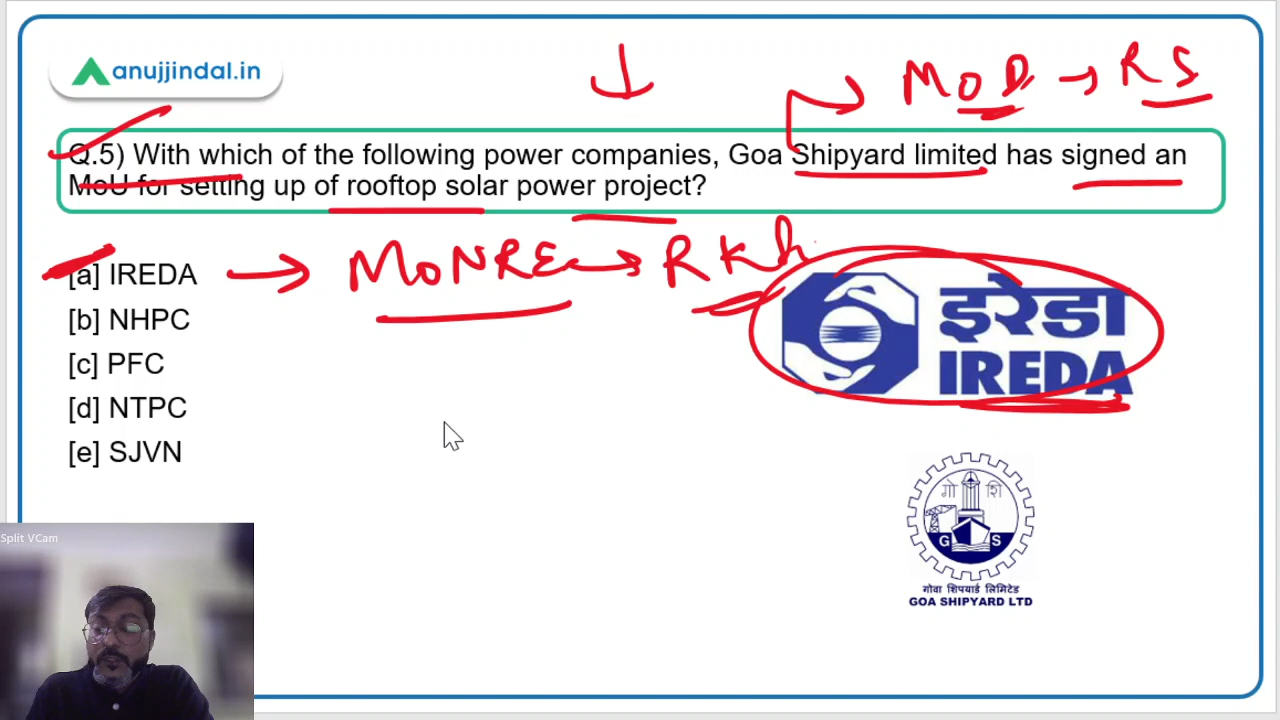 anujjindal.in
MOD → RS
Q.5) With which of the following power companies, Goa Shipyard limited has signed an
MoU for setting up of rooftop solar power project?
[a] IREDA → MONRE → RKh
[b] NHPC
[c] PFC
[d] NTPC
[e] SJVN
इरेडा
IREDA
गो शि
G S
गोवा शिपयार्ड लिमिटेड
GOA SHIPYARD LTD
Split VCam